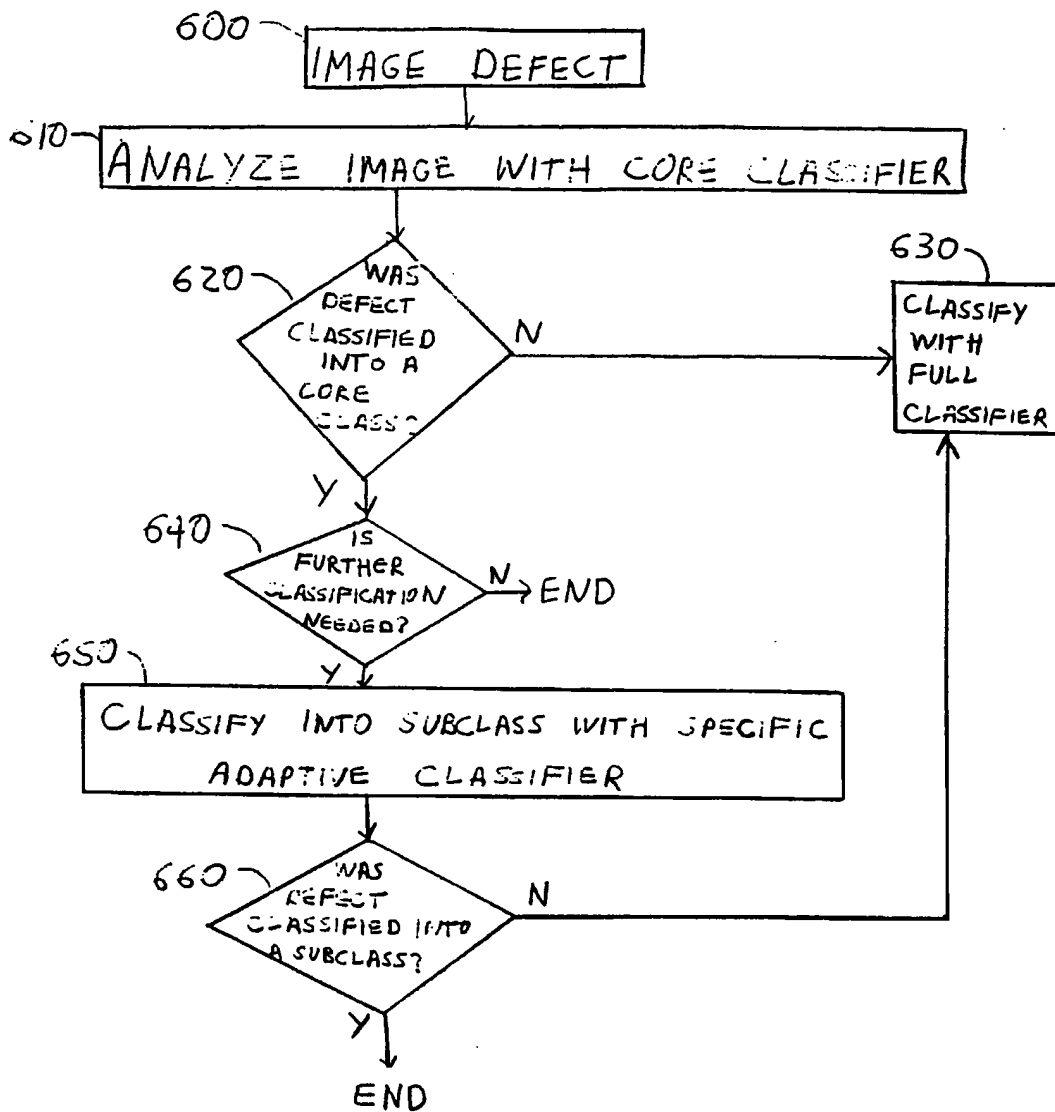 600
IMAGE DEFECT
610
ANALYZE IMAGE WITH CORE CLASSIFIER
620
WAS
DEFECT
CLASSIFIED
INTO A
CORE
CLASS?
N
630
CLASSIFY
WITH
FULL
CLASSIFIER
Y
640
IS
FURTHER
CLASSIFICATION
NEEDED?
N
END
Y
650
CLASSIFY INTO SUBCLASS WITH SPECIFIC
ADAPTIVE CLASSIFIER
660
WAS
DEFECT
CLASSIFIED INTO
A SUBCLASS?
N
Y
END